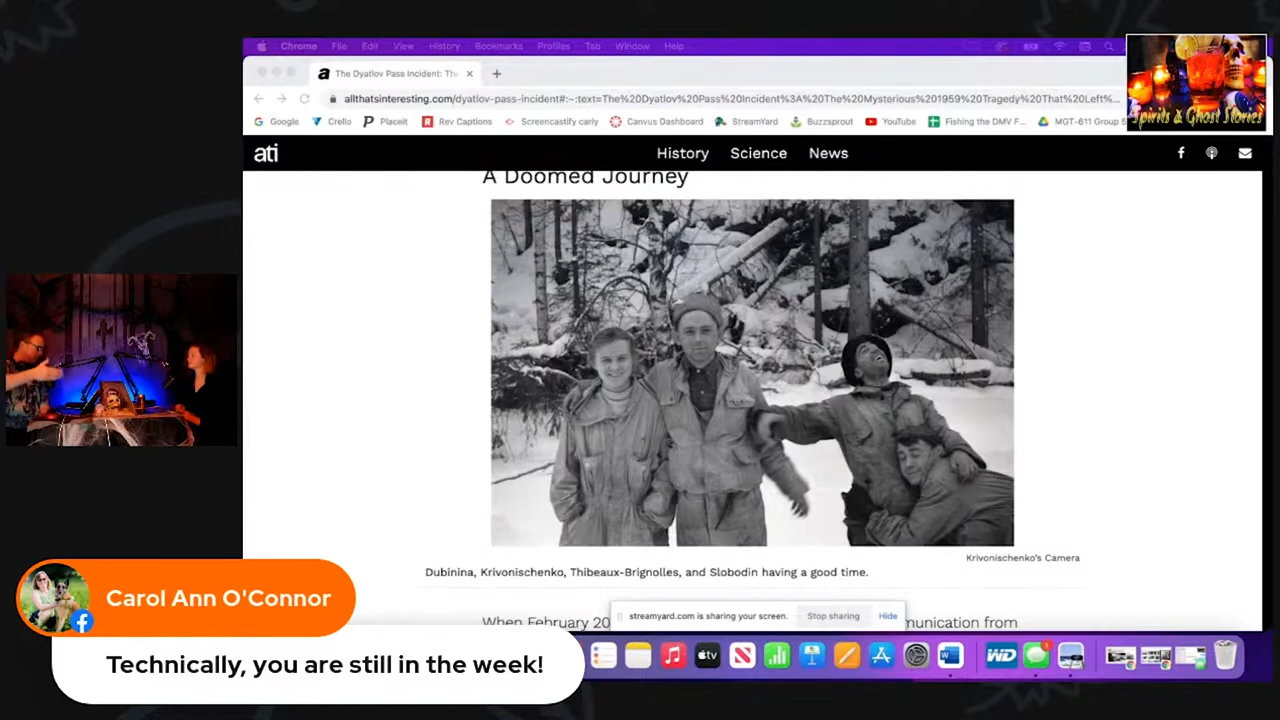 Chrome File Edit View History Bookmarks Profiles Tab Window Help
The Dyatlov Pass Incident: The
allthatsinteresting.com/dyatlov-pass-incident#:~:text=The%20Dyatlov%20Pass%20Incident%3A%20The%20Mysterious%201959%20Tragedy%20That%20Left%...
Google Crello Placeit Rev Captions Screencastify carly Canvus Dashboard StreamYard Buzzsprout YouTube Fishing the DMV F... MGT-611 Group S
Spirits & Ghost Stories
ati History Science News
A Doomed Journey
Krivonischenko's Camera
Dubinina, Krivonischenko, Thibeaux-Brignolles, and Slobodin having a good time.
When February 20
munication from
streamyard.com is sharing your screen. Stop sharing Hide
tv W WD 1
Carol Ann O'Connor
Technically, you are still in the week!